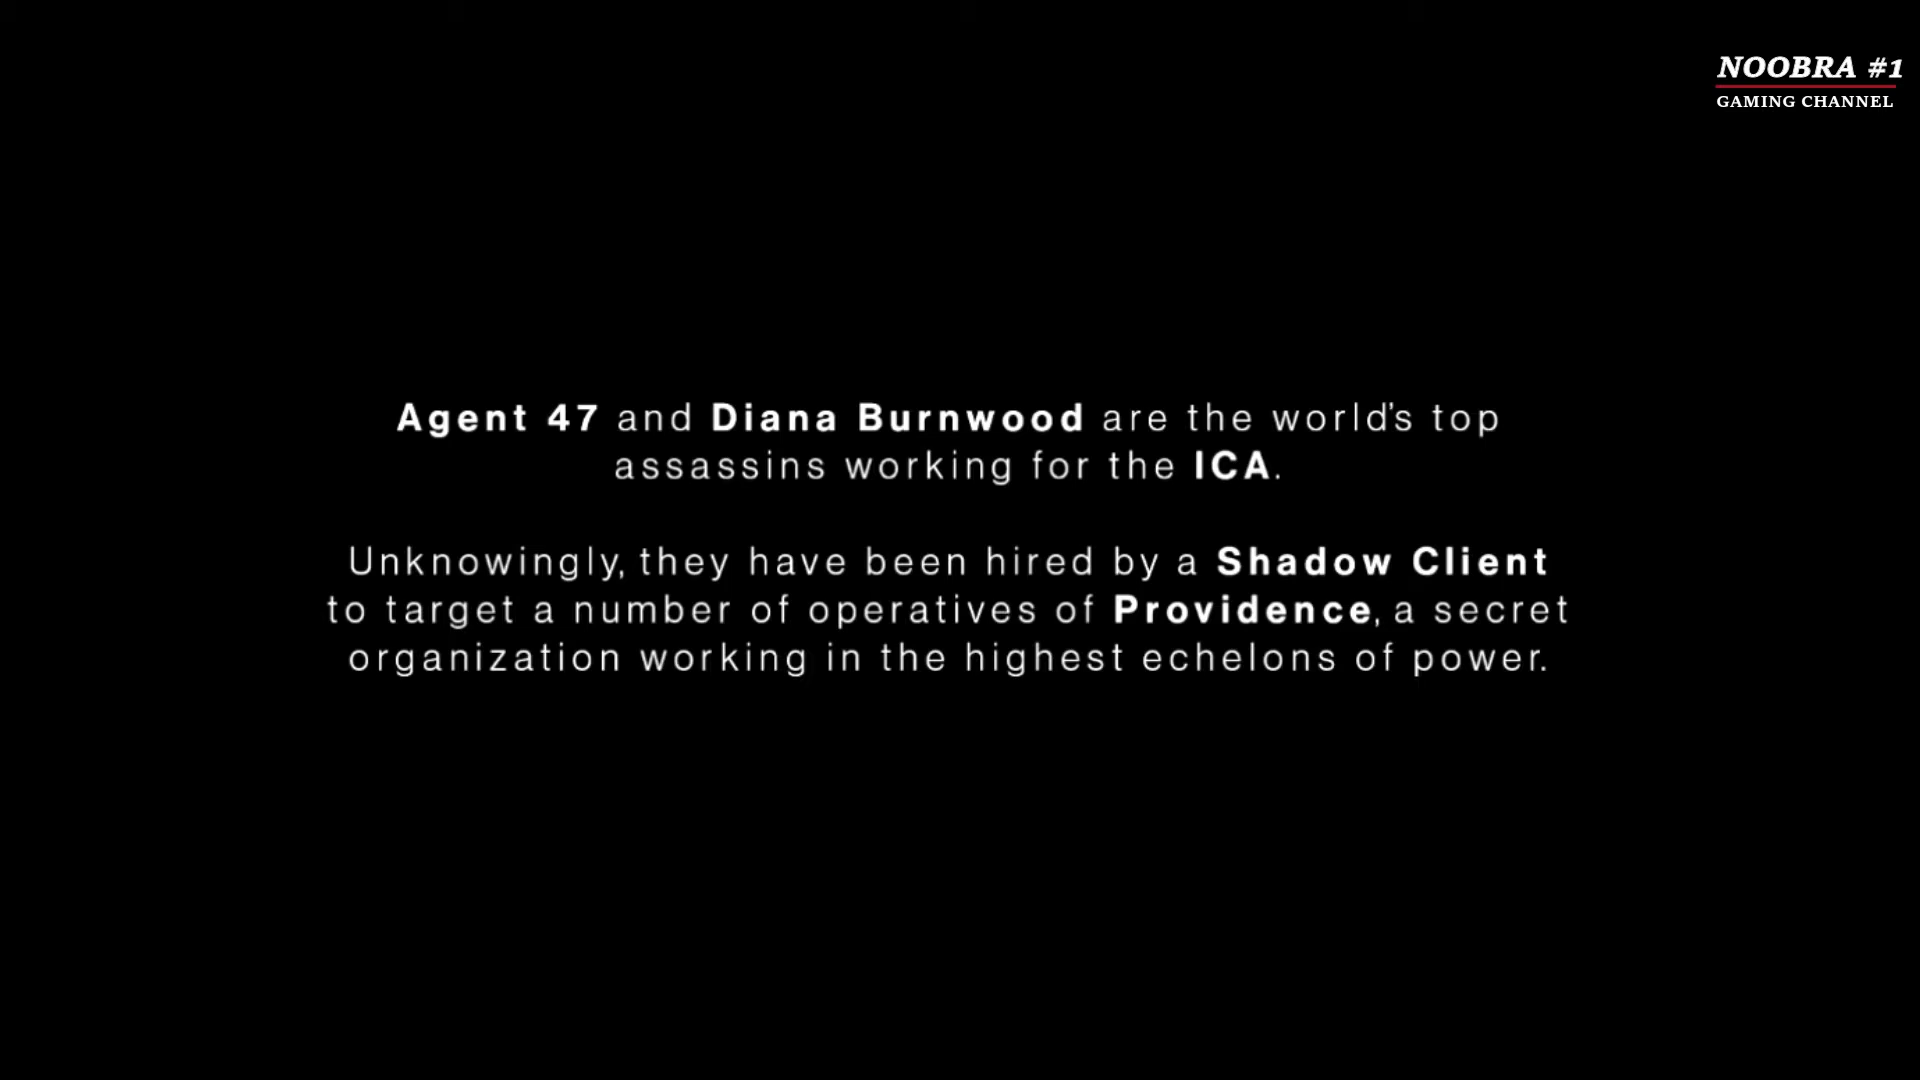 NOOBRA #1
GAMING CHANNEL
Agent 47 and Diana Burnwood are the world's top
assassins working for the ICA.
Unknowingly, they have been hired by a Shadow Client
to target a number of operatives of Providence, a secret
organization working in the highest echelons of power.